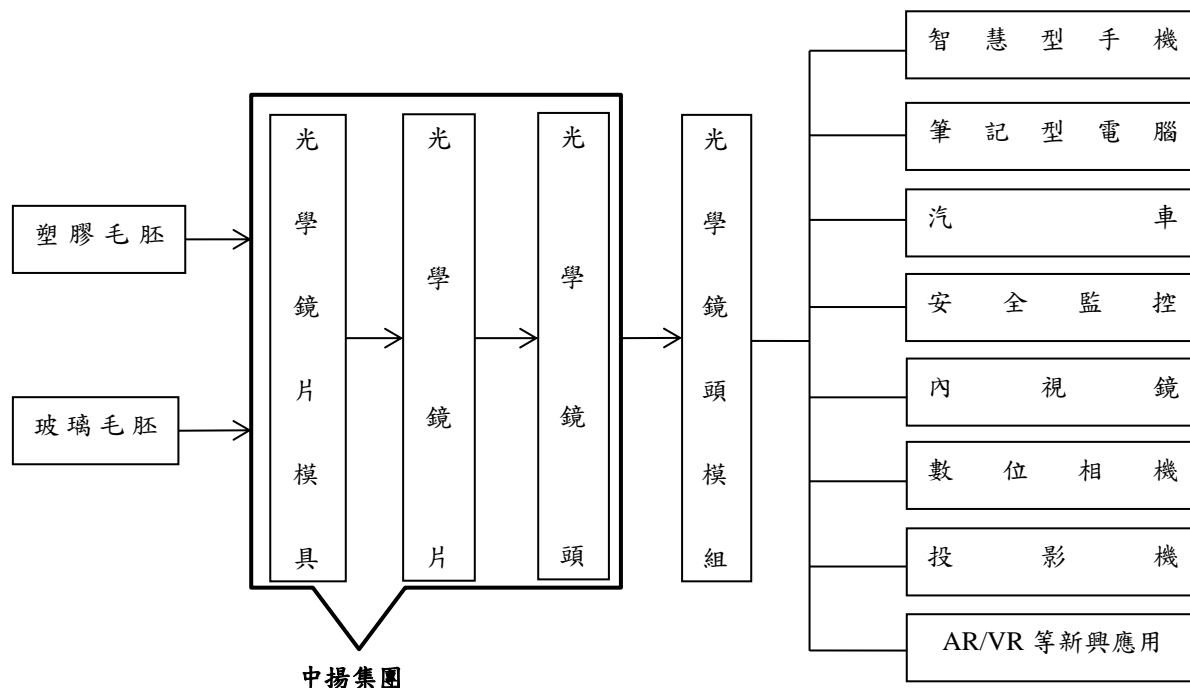 塑膠毛胚
玻璃毛胚
光學鏡片模具
光學鏡片
光學鏡頭
中揚集團
光學鏡頭模組
智慧型手機
筆記型電腦
汽車
安全監控
內視鏡
數位相機
投影機
AR/VR 等新興應用